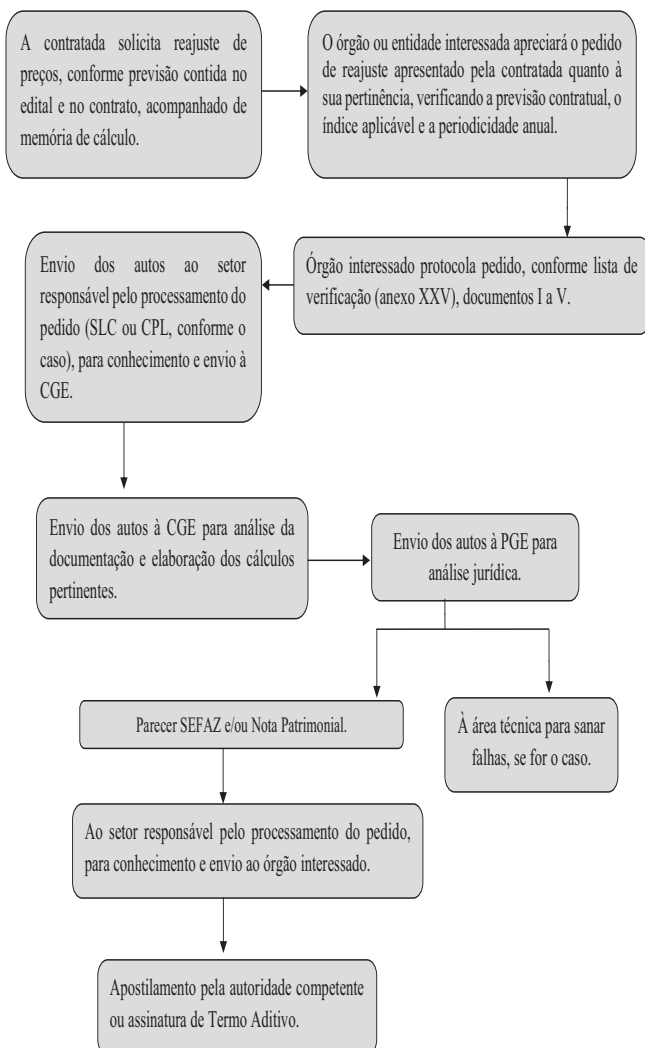 A contratada solicita reajuste de
preços, conforme previsão contida no
edital e no contrato, acompanhado de
memória de cálculo.
O órgão ou entidade interessada apreciará o pedido
de reajuste apresentado pela contratada quanto à
sua pertinência, verificando a previsão contratual, o
índice aplicável e a periodicidade anual.
Órgão interessado protocola pedido, conforme lista de
verificação (anexo XXV), documentos I a V.
Envio dos autos ao setor
responsável pelo processamento do
pedido (SLC ou CPL, conforme o
caso), para conhecimento e envio à
CGE.
Envio dos autos à CGE para análise da
documentação e elaboração dos cálculos
pertinentes.
Envio dos autos à PGE para
análise jurídica.
Parecer SEFAZ e/ou Nota Patrimonial.
À área técnica para sanar
falhas, se for o caso.
Ao setor responsável pelo processamento do pedido,
para conhecimento e envio ao órgão interessado.
Apostilamento pela autoridade competente
ou assinatura de Termo Aditivo.